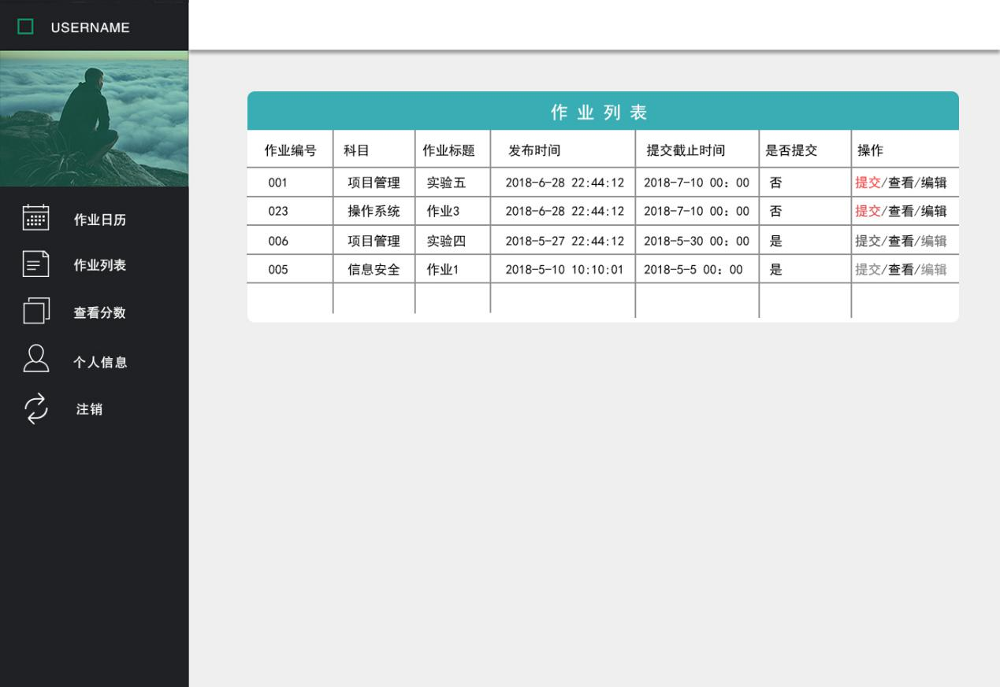 USERNAME
作业日历
作业列表
查看分数
个人信息
注销
作业列表
作业编号 科目 作业标题 发布时间 提交截止时间 是否提交 操作
001 项目管理 实验五 2018-6-28 22:44:12 2018-7-10 00：00 否 提交/查看/编辑
023 操作系统 作业3 2018-6-28 22:44:12 2018-7-10 00：00 否 提交/查看/编辑
006 项目管理 实验四 2018-5-27 22:44:12 2018-5-30 00：00 是 提交/查看/编辑
005 信息安全 作业1 2018-5-10 10:10:01 2018-5-5 00：00 是 提交/查看/编辑